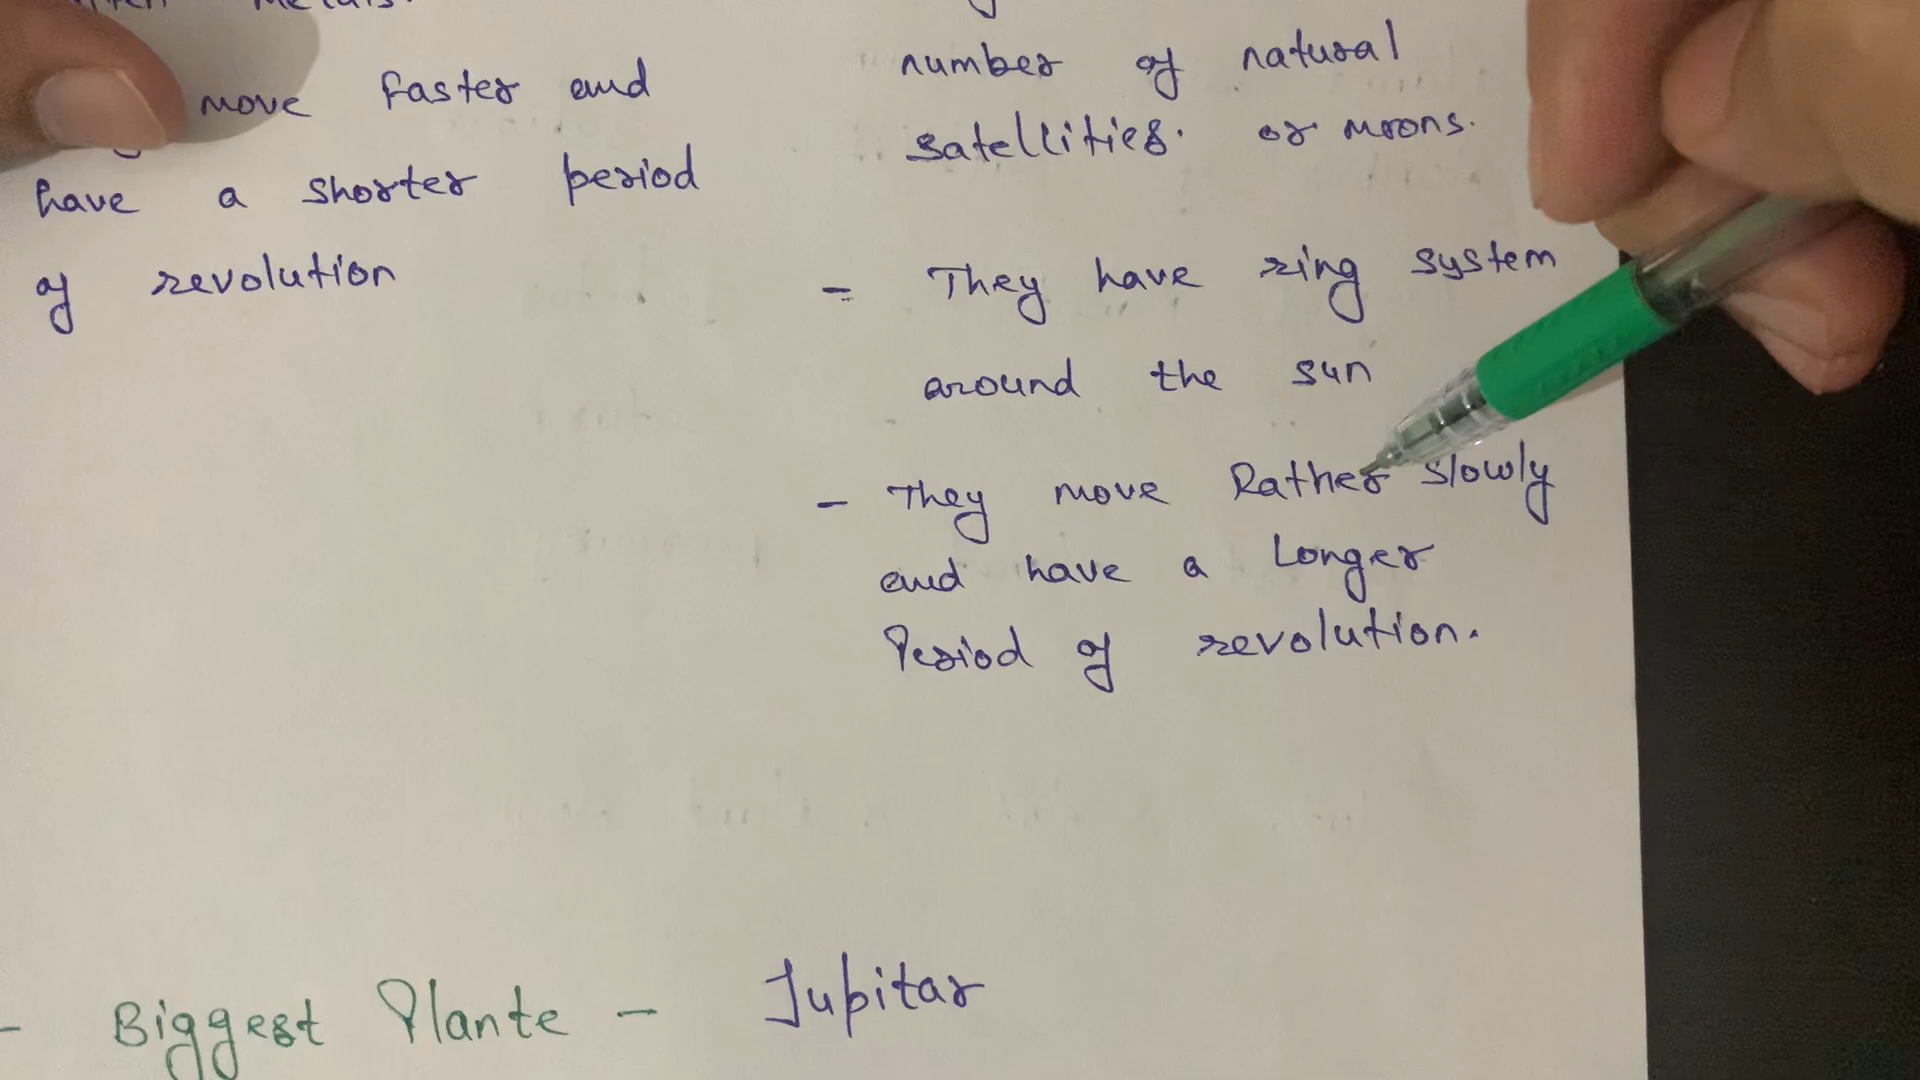 metals.
move faster and
have a shorter period
of revolution
number of natural
satellities. or moons.
- They have ring system
around the sun
- They move Rather slowly
and have a Longer
Period of revolution.
- Biggest Plante - Jupitar